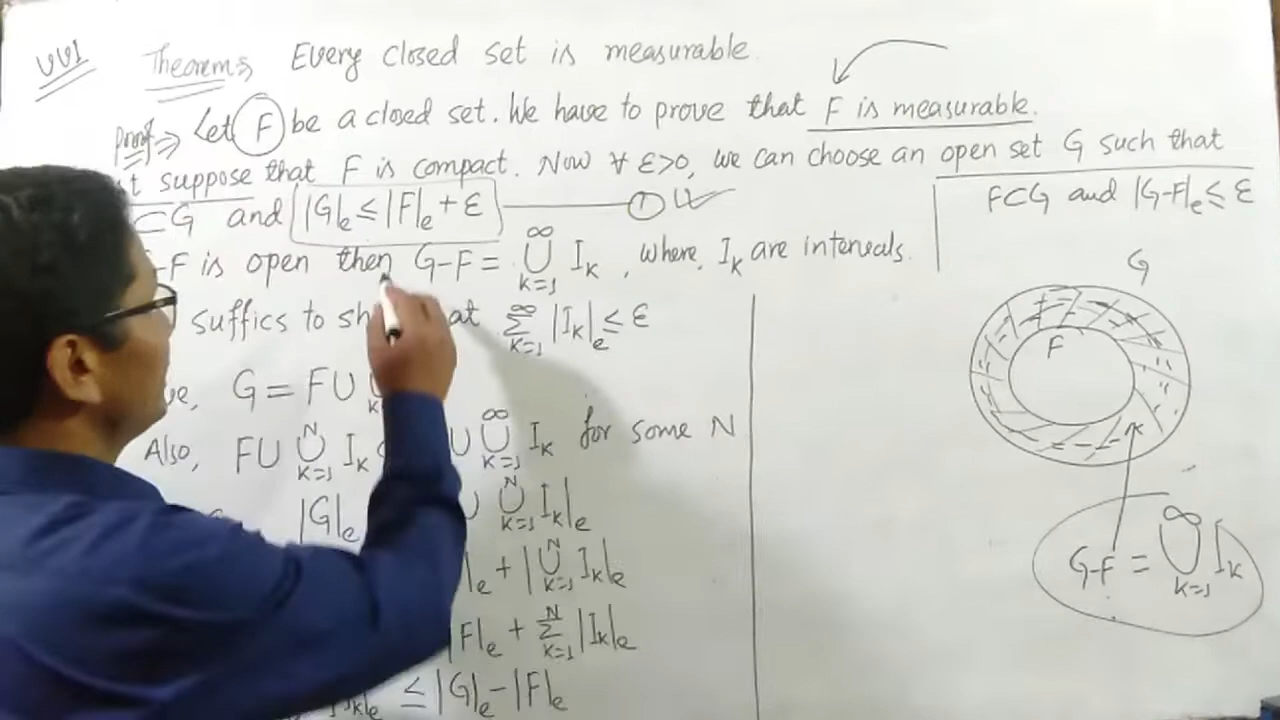 VVI Theorem⇒ Every closed set is measurable.
Proof⇒ Let F be a closed set. We have to prove that F is measurable.
suppose that F is compact. Now ∀ ε>0, we can choose an open set G such that
⊂G and |G|e ≤ |F|e + ε ——— ①
F⊂G and |G-F|e ≤ ε
-F is open then G-F = ∞∪k=1 Ik , where, Ik are intervals.
suffics to sh at ∞Σk=1 |Ik|e ≤ ε
G = F∪
Also, F∪ N∪k=1 Ik ∪ ∞∪k=1 Ik for some N
|G|e N∪k=1 Ik|e
|e + |N∪k=1 Ik|e
|F|e + NΣk=1 |Ik|e
Ik|e ≤ |G|e - |F|e
G
F
G-F = ∞∪k=1 Ik